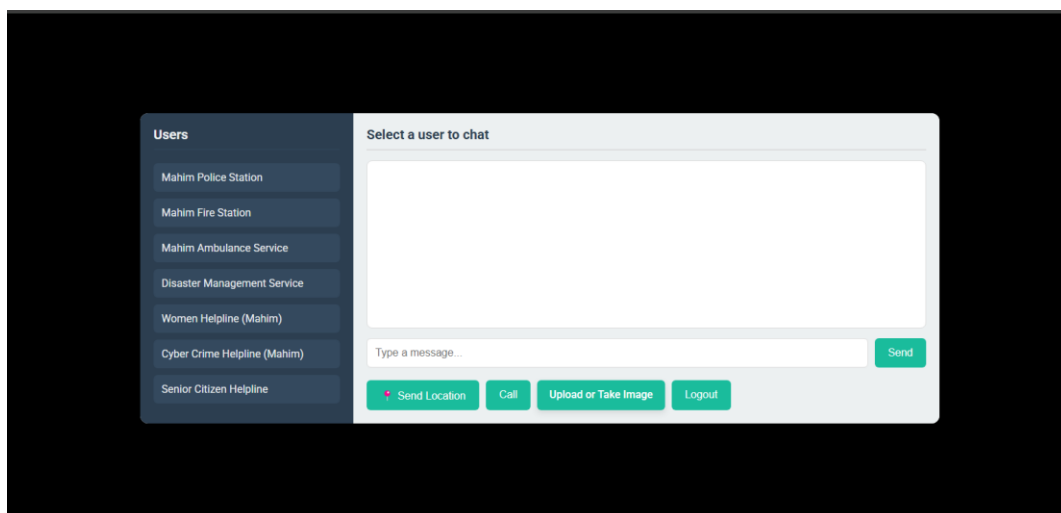 Users
Mahim Police Station
Mahim Fire Station
Mahim Ambulance Service
Disaster Management Service
Women Helpline (Mahim)
Cyber Crime Helpline (Mahim)
Senior Citizen Helpline
Select a user to chat
Type a message...
Send
Send Location
Call
Upload or Take Image
Logout